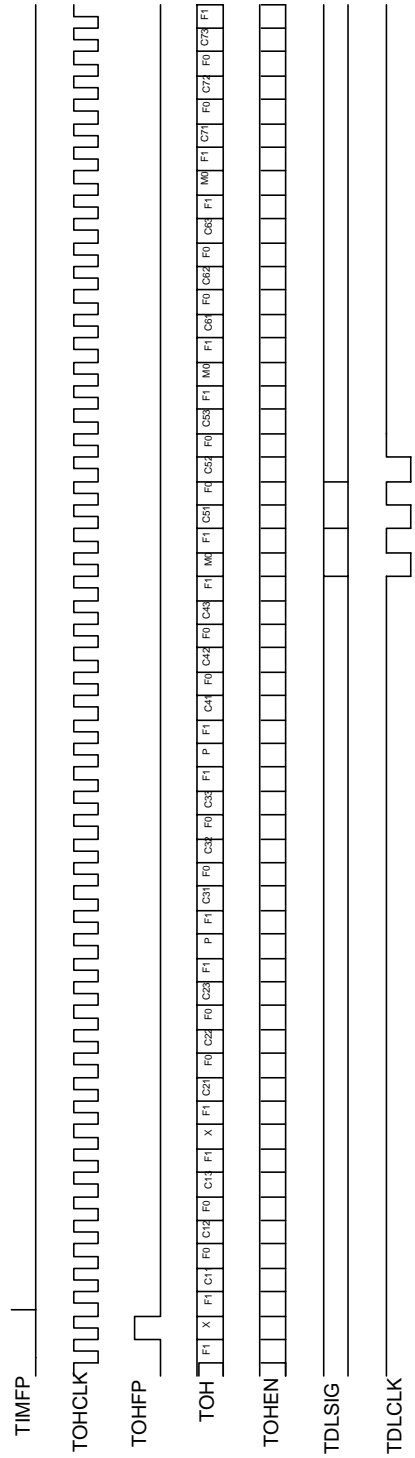 TIMFP
TOHCLK
TOHFP
TOH F1 X F1 C11 F0 C12 F0 C13 F1 X F1 C21 F0 C22 F0 C23 F1 P F1 C31 F0 C32 F0 C33 F1 P F1 C41 F0 C42 F0 C43 F1 M0 F1 C51 F0 C52 F0 C53 F1 M0 F1 C61 F0 C62 F0 C63 F1 M0 F1 C71 F0 C72 F0 C73 F1
TOHEN
TDLSIG
TDLCLK